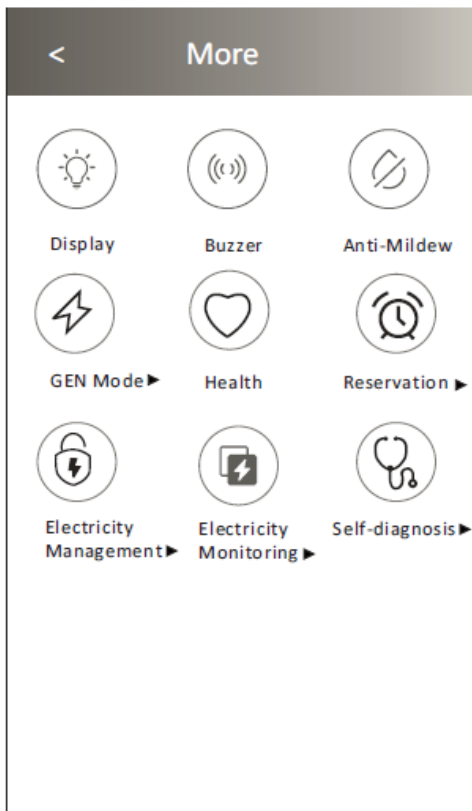 < More
Display Buzzer Anti-Mildew
GEN Mode▶ Health Reservation ▶
Electricity Management▶
Electricity Monitoring ▶
Self-diagnosis▶